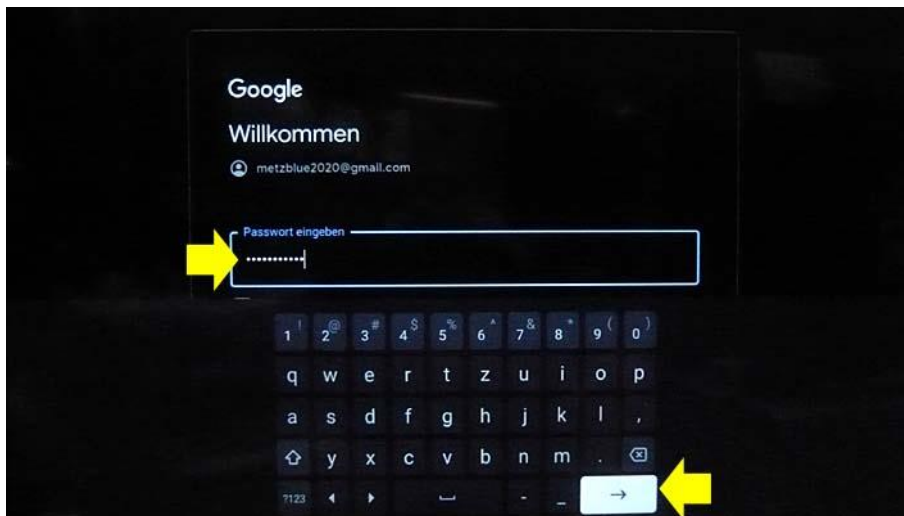 Google
Willkommen
metzblue2020@gmail.com
Passwort eingeben
1 ! 2 @ 3 # 4 $ 5 % 6 ^ 7 & 8 * 9 ( 0 )
q w e r t z u i o p
a s d f g h j k l ,
y x c v b n m .
?123 - _